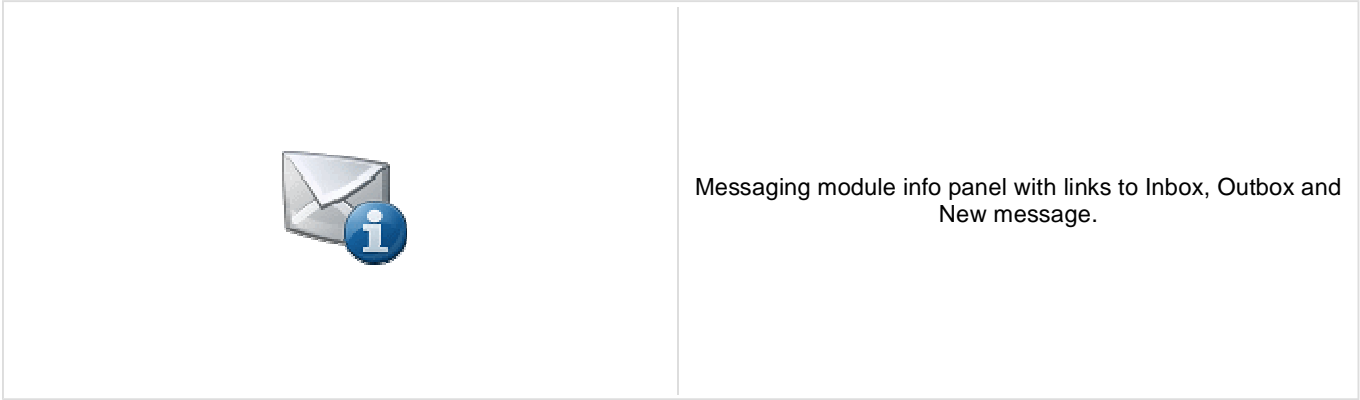 Messaging module info panel with links to Inbox, Outbox and
New message.